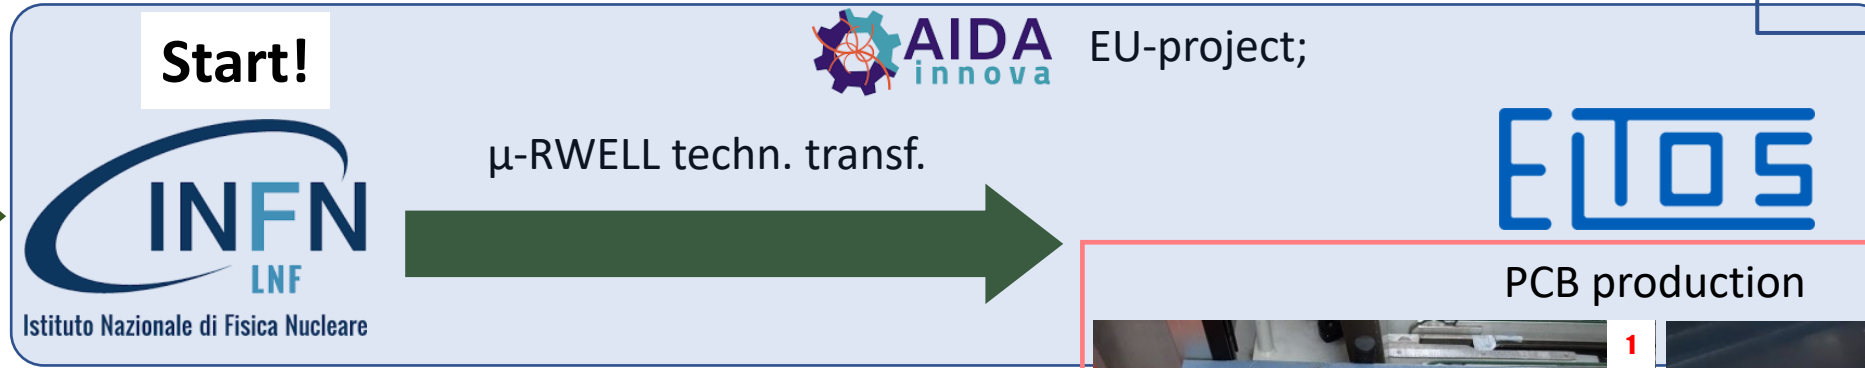 Start!
AIDA
innova
EU-project;
μ-RWELL techn. transf.
INFN
LNF
Istituto Nazionale di Fisica Nucleare
ELTOS
PCB production
1